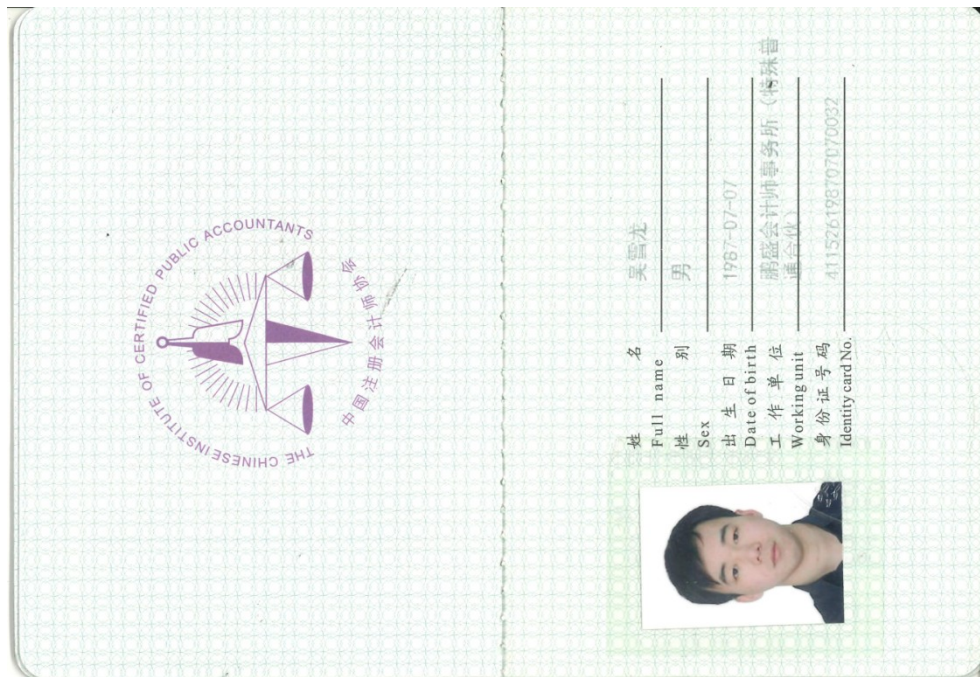 THE CHINESE INSTITUTE OF CERTIFIED PUBLIC ACCOUNTANTS
中国注册会计师协会
姓名 吴雪龙
Full name
性别 男
Sex
出生日期 1987-07-07
Date of birth
工作单位 鹏盛会计师事务所（特殊普
Working unit 通合伙）
身份证号码 411526198707070032
Identity card No.